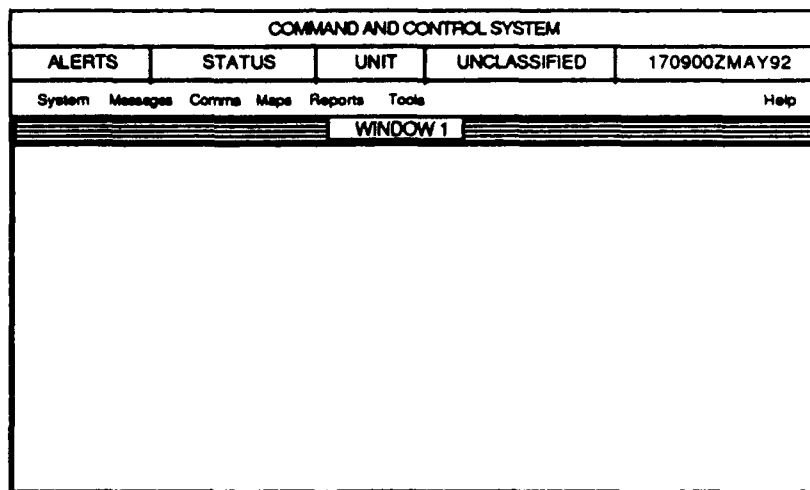 COMMAND AND CONTROL SYSTEM
ALERTS STATUS UNIT UNCLASSIFIED 170900ZMAY92
System Messages Comms Maps Reports Tools Help
WINDOW 1